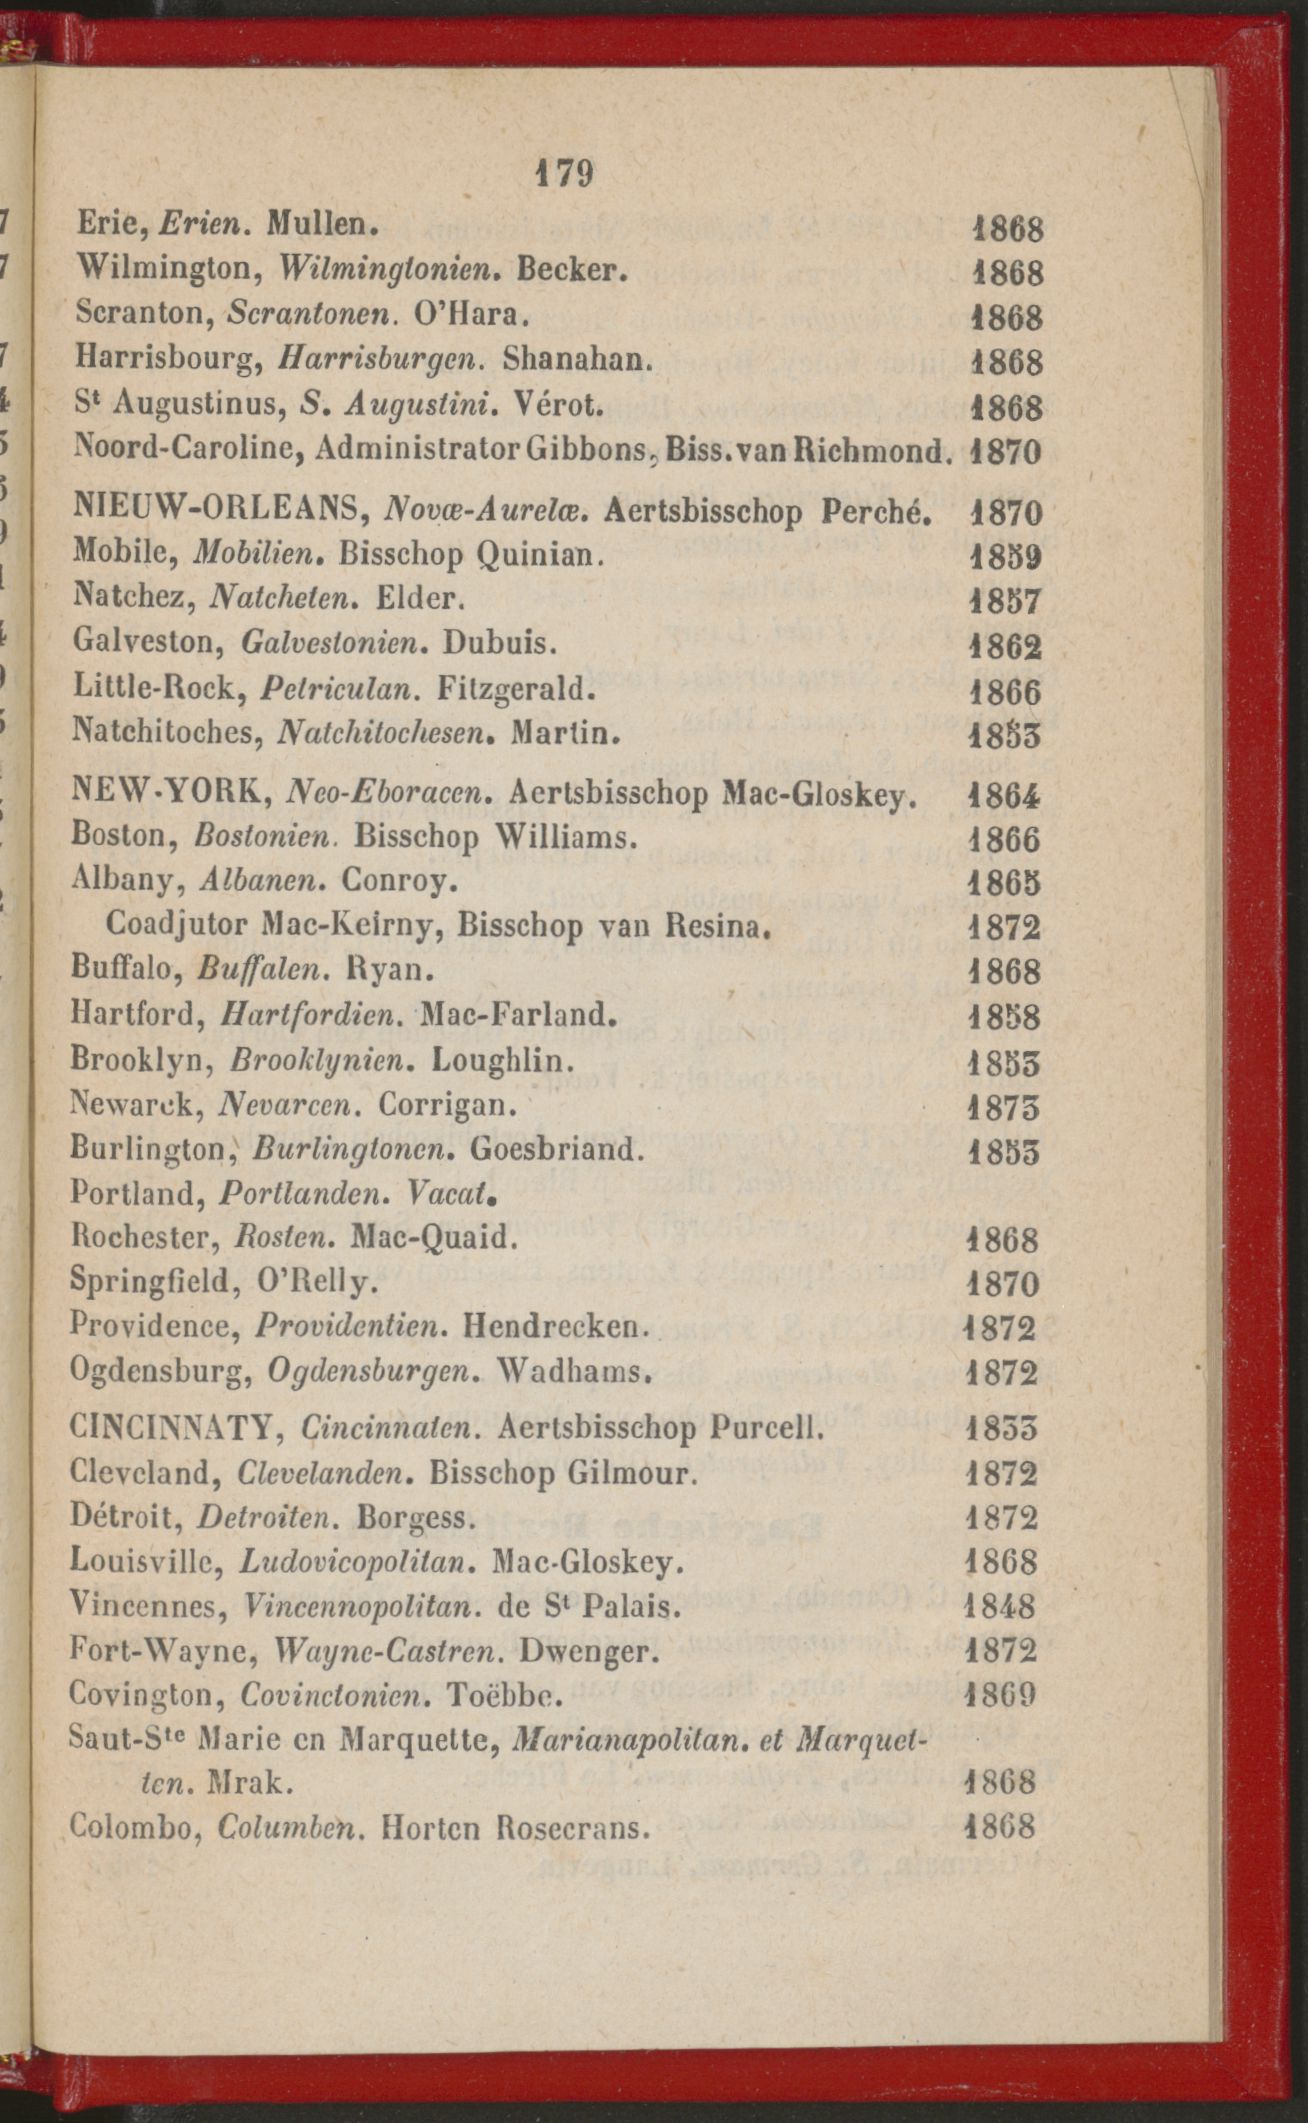 179
Erie, Erien. Mullen. 1868
Wilmington, Wilmingtonien. Becker. 1868
Scranton, Scrantonen. O'Hara. 1868
Harrisbourg, Harrisburgen. Shanahan. 1868
St Augustinus, S. Augustini. Vérot. 1868
Noord-Caroline, Administrator Gibbons, Biss. van Richmond. 1870
NIEUW-ORLEANS, Novæ-Aurelæ. Aertsbisschop Perché. 1870
Mobile, Mobilien. Bisschop Quinian. 1859
Natchez, Natcheten. Elder. 1857
Galveston, Galvestonien. Dubuis. 1862
Little-Rock, Petriculan. Fitzgerald. 1866
Natchitoches, Natchitochesen. Martin. 1853
NEW-YORK, Neo-Eboracen. Aertsbisschop Mac-Gloskey. 1864
Boston, Bostonien. Bisschop Williams. 1866
Albany, Albanen. Conroy. 1865
Coadjutor Mac-Keirny, Bisschop van Resina. 1872
Buffalo, Buffalen. Ryan. 1868
Hartford, Hartfordien. Mac-Farland. 1858
Brooklyn, Brooklynien. Loughlin. 1853
Newarck, Nevarcen. Corrigan. 1873
Burlington, Burlingtonen. Goesbriand. 1853
Portland, Portlanden. Vacat.
Rochester, Rosten. Mac-Quaid. 1868
Springfield, O'Relly. 1870
Providence, Providentien. Hendrecken. 1872
Ogdensburg, Ogdensburgen. Wadhams. 1872
CINCINNATY, Cincinnaten. Aertsbisschop Purcell. 1833
Cleveland, Clevelanden. Bisschop Gilmour. 1872
Détroit, Detroiten. Borgess. 1872
Louisville, Ludovicopolitan. Mac-Gloskey. 1868
Vincennes, Vincennopolitan. de St Palais. 1848
Fort-Wayne, Wayne-Castren. Dwenger. 1872
Covington, Covinctonien. Toëbbe. 1869
Saut-Ste Marie en Marquette, Marianapolitan. et Marquet-
ten. Mrak. 1868
Colombo, Columben. Horten Rosecrans. 1868